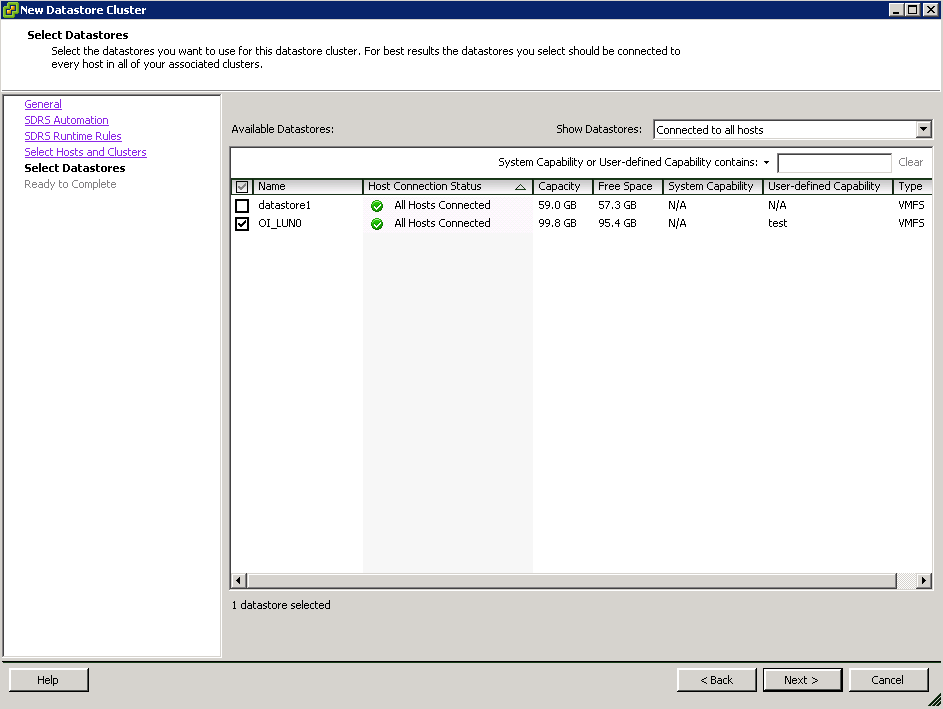 New Datastore Cluster
Select Datastores
Select the datastores you want to use for this datastore cluster. For best results the datastores you select should be connected to
every host in all of your associated clusters.
General
SDRS Automation
SDRS Runtime Rules
Select Hosts and Clusters
Select Datastores
Ready to Complete
Available Datastores: Show Datastores: Connected to all hosts
System Capability or User-defined Capability contains: Clear
Name Host Connection Status Capacity Free Space System Capability User-defined Capability Type
datastore1 All Hosts Connected 59.0 GB 57.3 GB N/A N/A VMFS
OI_LUN0 All Hosts Connected 99.8 GB 95.4 GB N/A test VMFS
1 datastore selected
Help < Back Next > Cancel